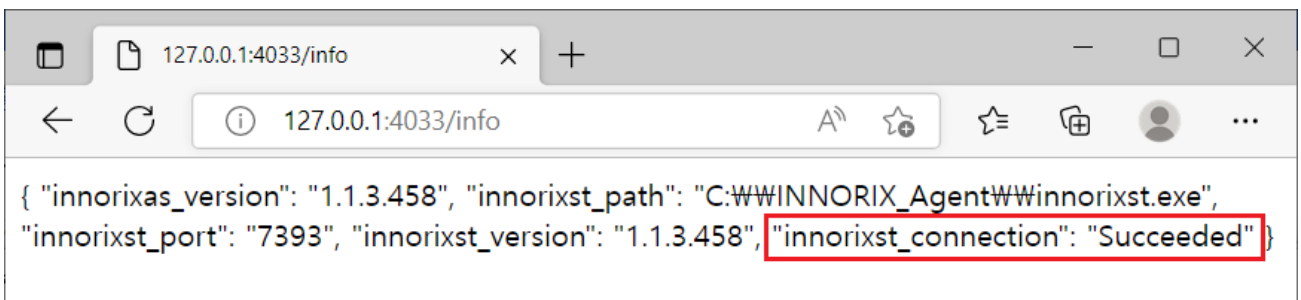 127.0.0.1:4033/info
127.0.0.1:4033/info
{ "innorixas_version": "1.1.3.458", "innorixst_path": "C:₩₩INNORIX_Agent₩₩innorixst.exe",
"innorixst_port": "7393", "innorixst_version": "1.1.3.458", "innorixst_connection": "Succeeded" }